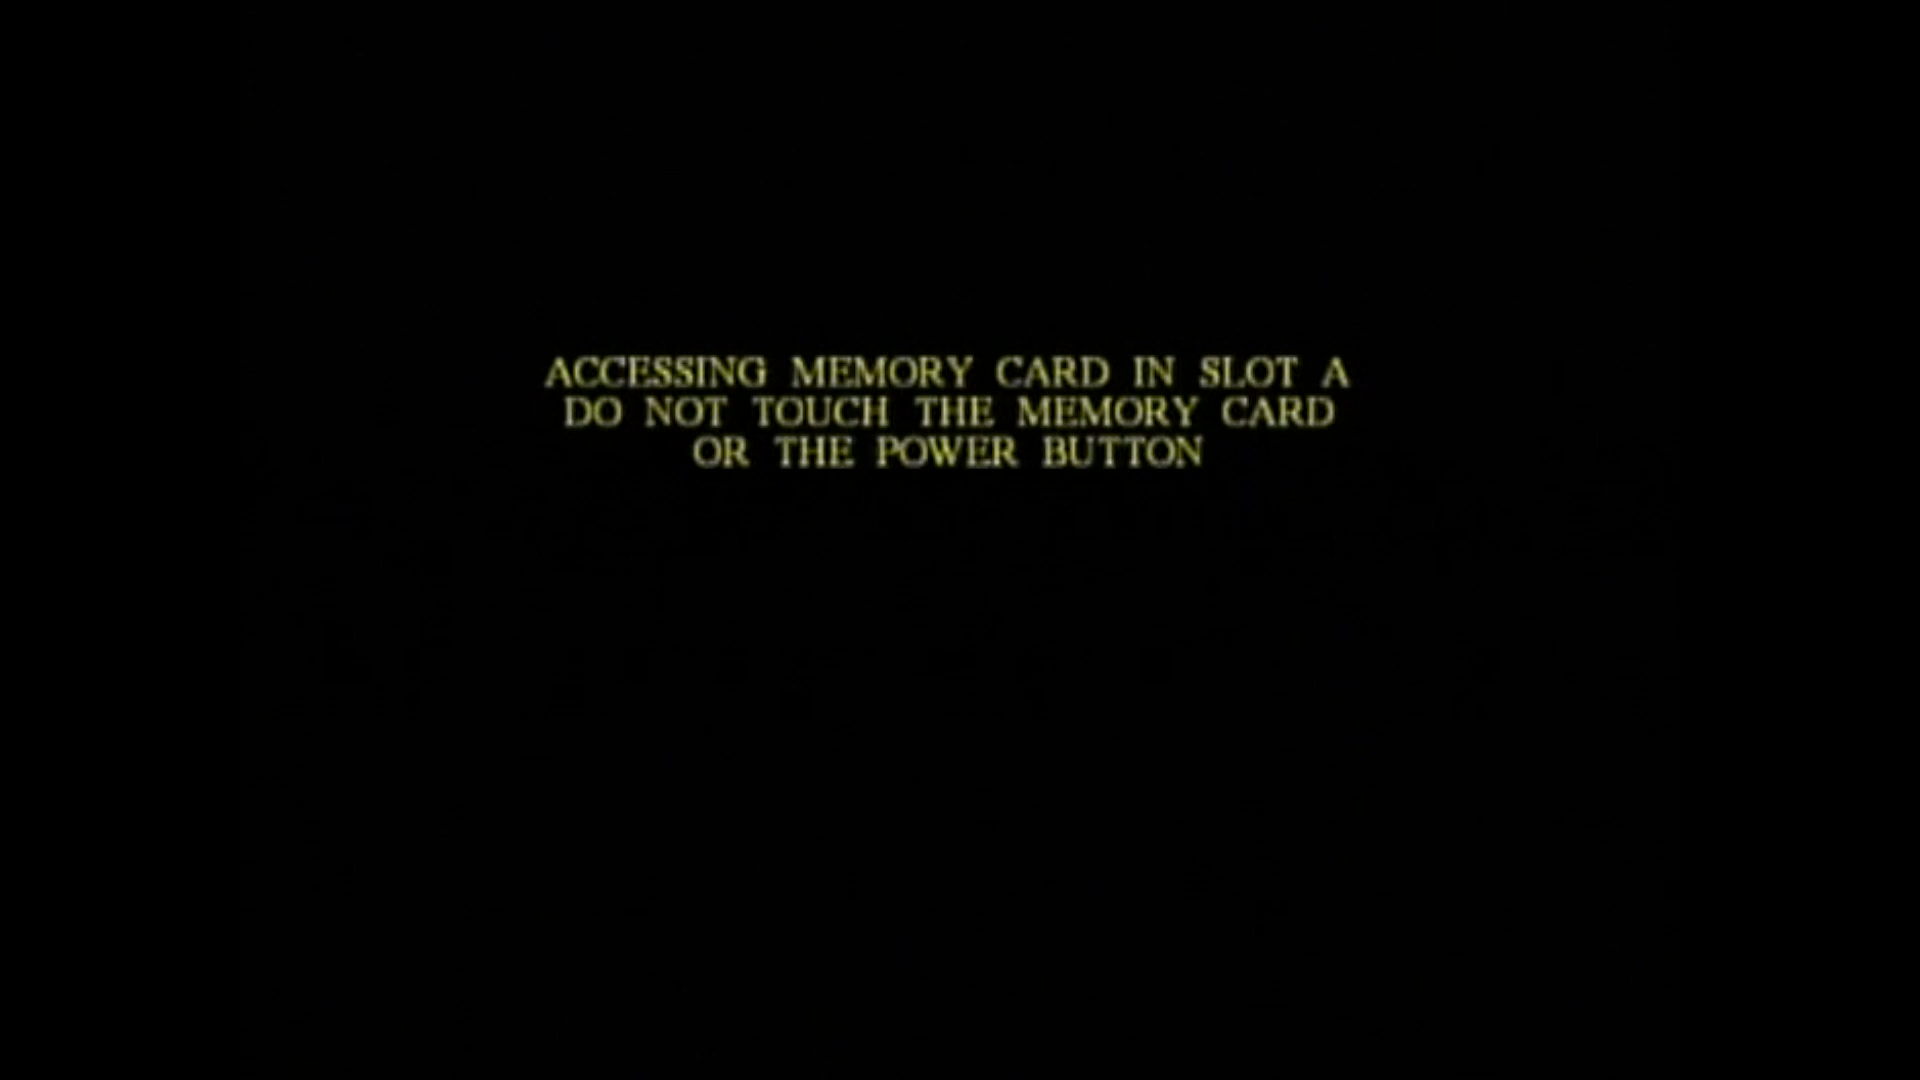 ACCESSING MEMORY CARD IN SLOT A
DO NOT TOUCH THE MEMORY CARD
OR THE POWER BUTTON